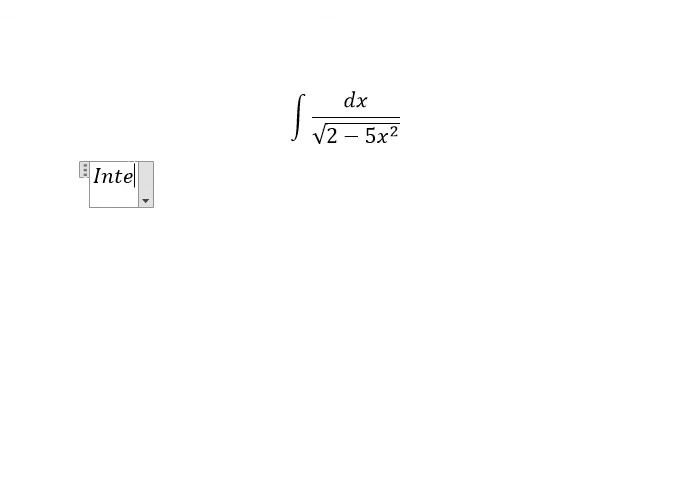 ∫ dx / √2 − 5x²
Inte